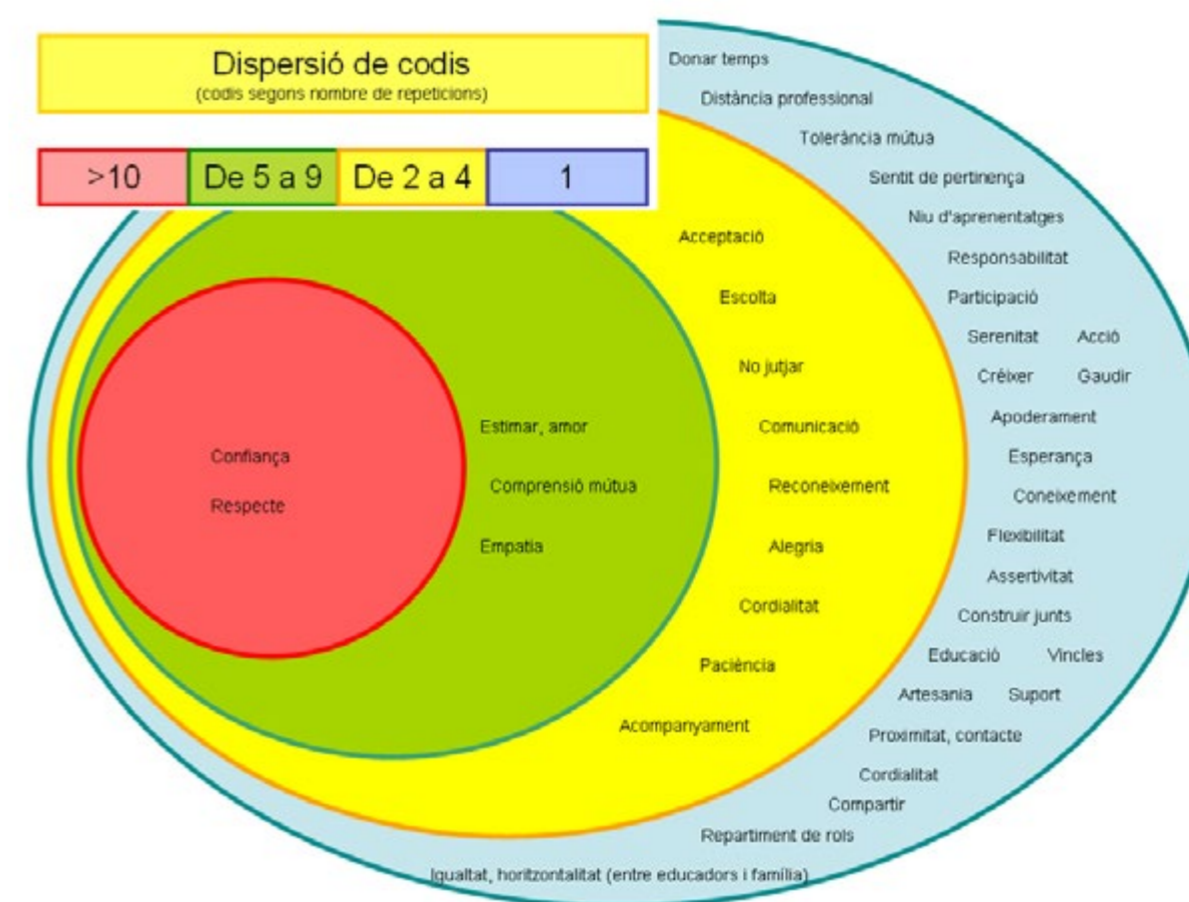 Dispersió de codis
(codis segons nombre de repeticions)
>10 De 5 a 9 De 2 a 4 1
Confiança
Respecte
Estimar, amor
Comprensió mútua
Empatia
Acceptació
Escolta
No jutjar
Comunicació
Reconeixement
Alegria
Cordialitat
Paciència
Acompanyament
Donar temps
Distància professional
Tolerància mútua
Sentit de pertinença
Niu d'aprenentatges
Responsabilitat
Participació
Serenitat Acció
Créixer Gaudir
Apoderament
Esperança
Coneixement
Flexibilitat
Assertivitat
Construir junts
Educació Vincles
Artesania Suport
Proximitat, contacte
Cordialitat
Compartir
Repartiment de rols
Igualtat, horitzontalitat (entre educadors i família)